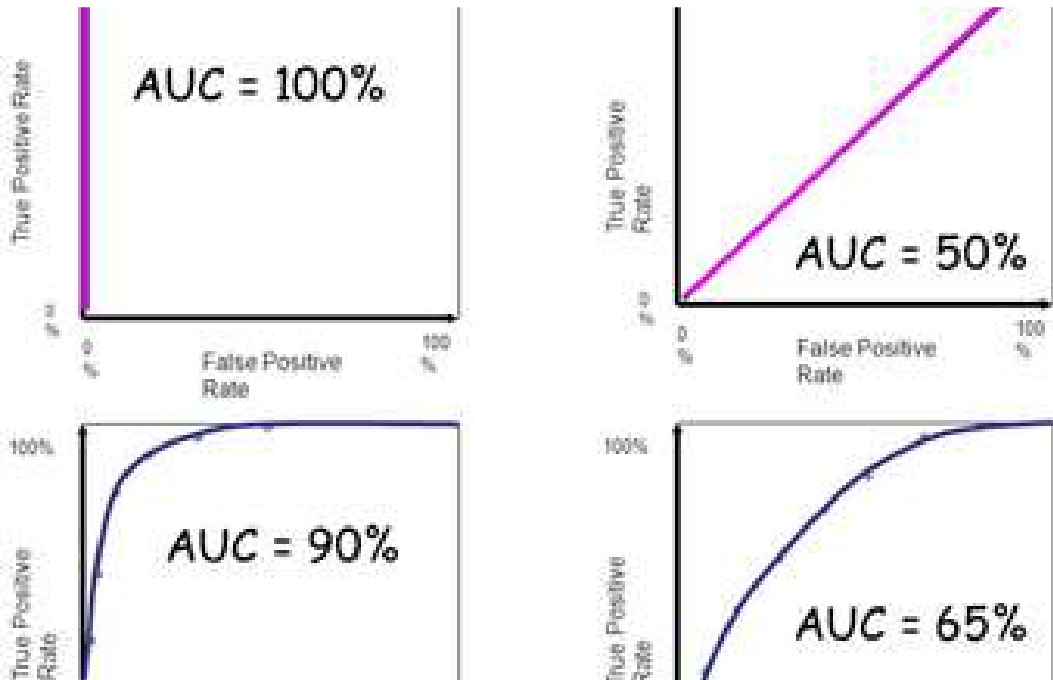 True Positive Rate
AUC = 100%
0
%
0
%
100
%
False Positive
Rate
True Positive
Rate
AUC = 50%
0
%
0
%
100
%
False Positive
Rate
100%
True Positive
Rate
AUC = 90%
100%
True Positive
Rate
AUC = 65%